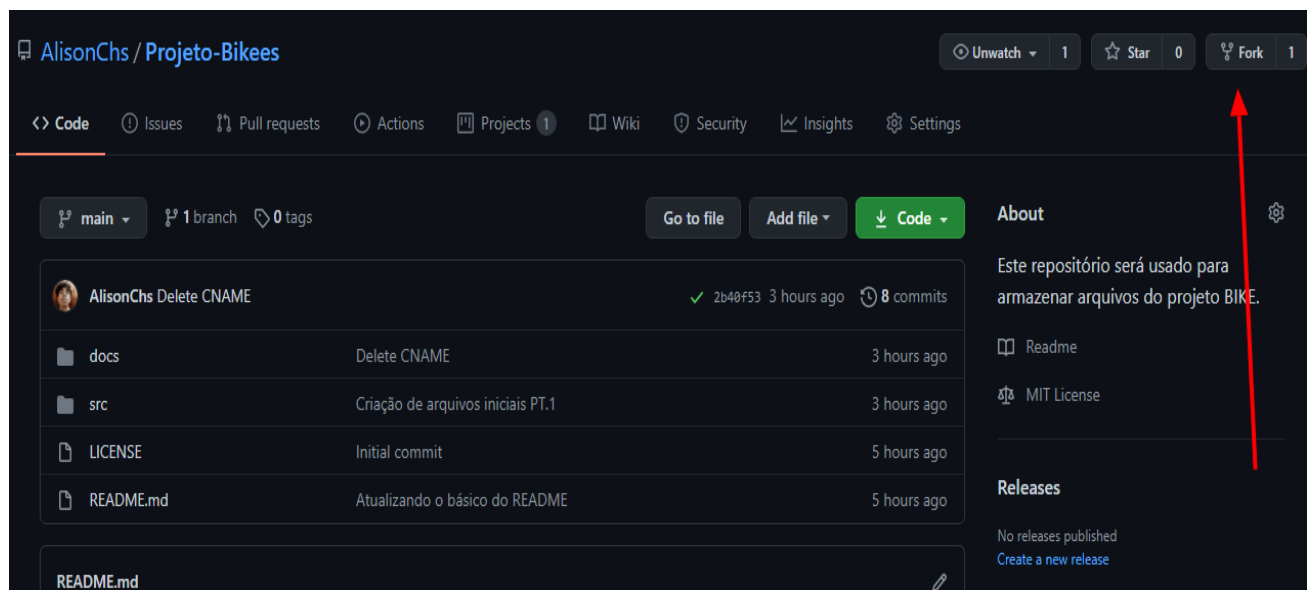 AlisonChs / Projeto-Bikees
Unwatch 1 Star 0 Fork 1
<> Code Issues Pull requests Actions Projects 1 Wiki Security Insights Settings
main 1 branch 0 tags Go to file Add file Code
AlisonChs Delete CNAME 2b40f53 3 hours ago 8 commits
docs Delete CNAME 3 hours ago
src Criação de arquivos iniciais PT.1 3 hours ago
LICENSE Initial commit 5 hours ago
README.md Atualizando o básico do README 5 hours ago
README.md
About
Este repositório será usado para
armazenar arquivos do projeto BIKE.
Readme
MIT License
Releases
No releases published
Create a new release